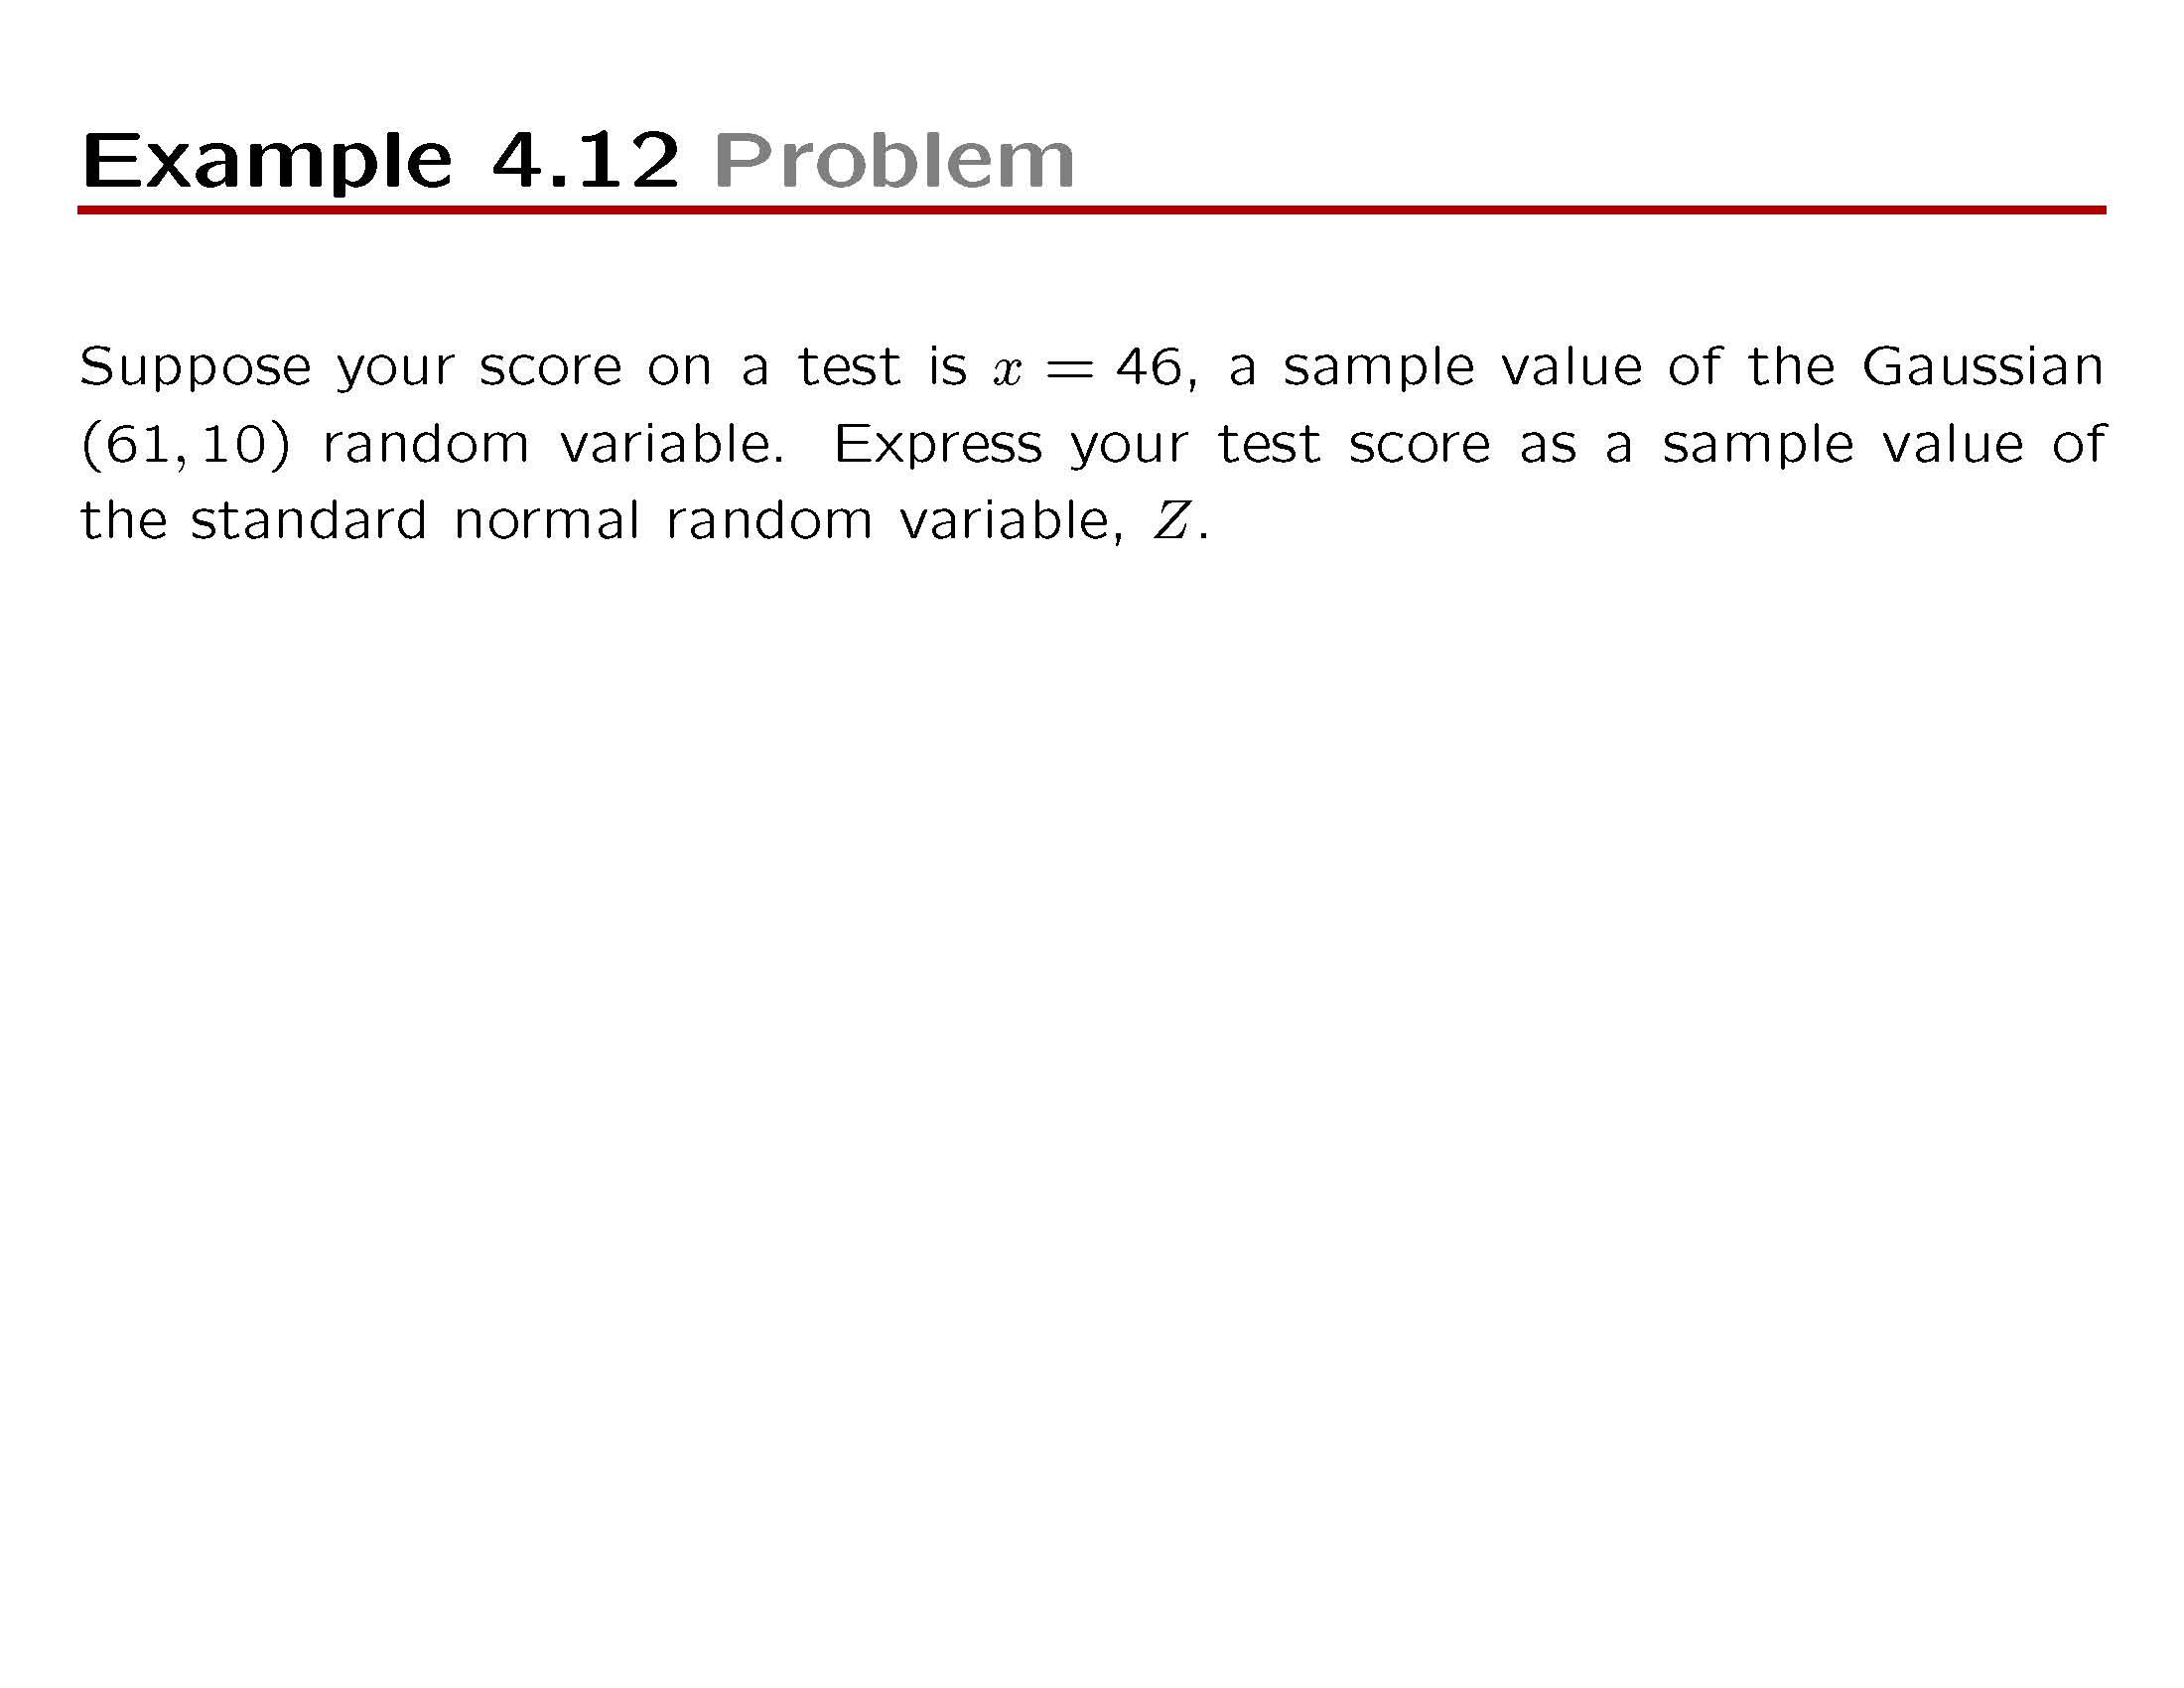 Example 4.12 Problem
Suppose your score on a test is x = 46, a sample value of the Gaussian
(61, 10) random variable. Express your test score as a sample value of
the standard normal random variable, Z.